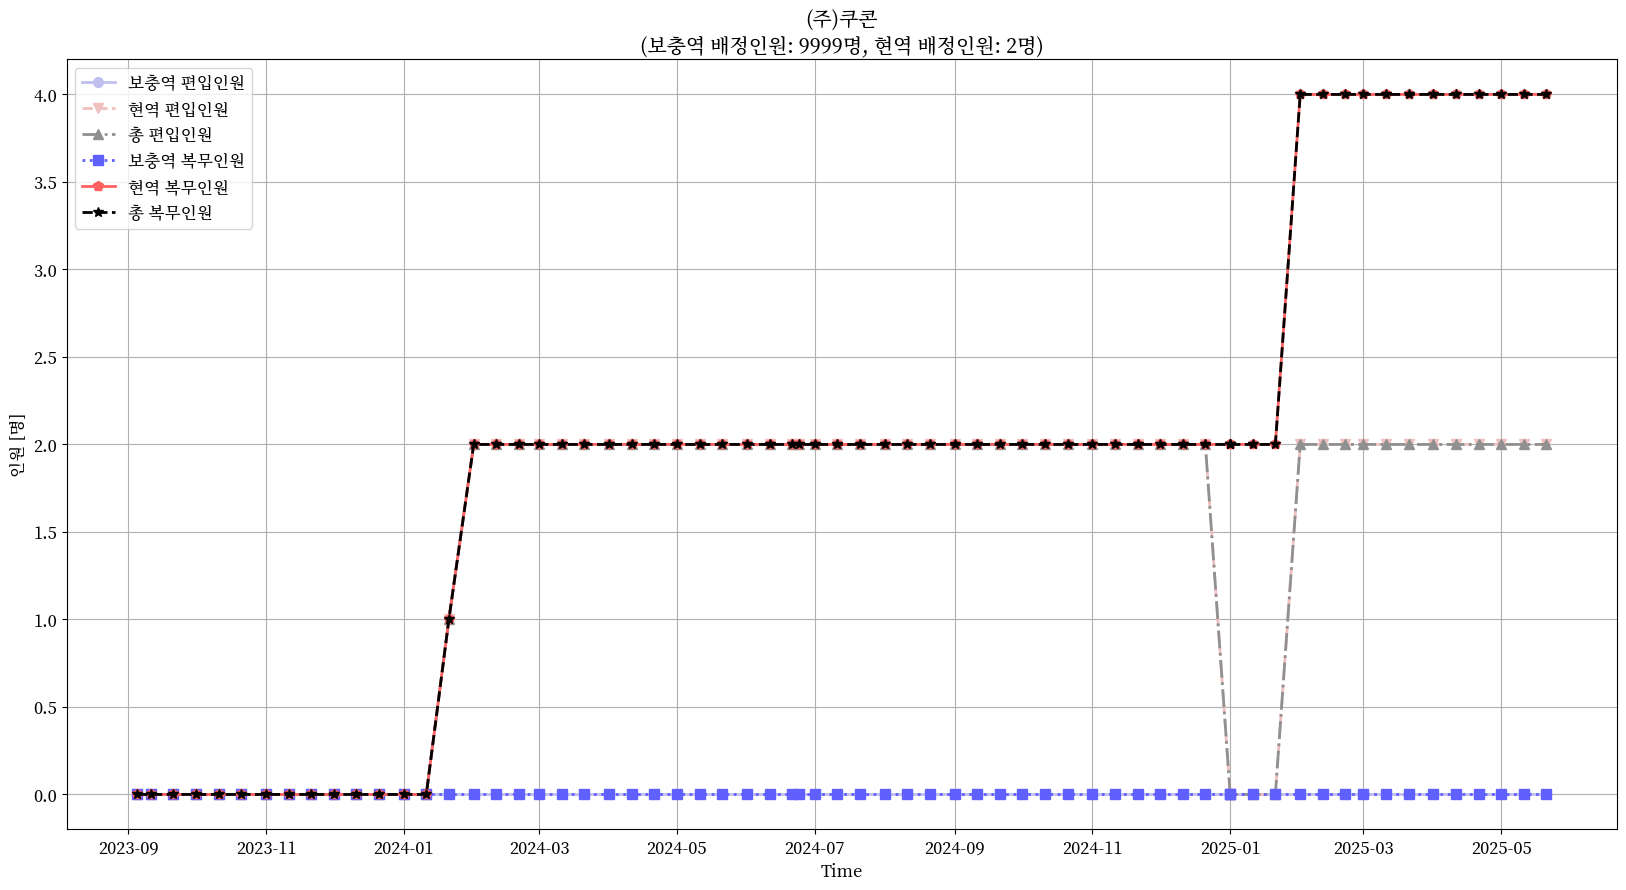 (주)쿠콘
(보충역 배정인원: 9999명, 현역 배정인원: 2명)
보충역 편입인원
현역 편입인원
총 편입인원
보충역 복무인원
현역 복무인원
총 복무인원
4.0
3.5
3.0
2.5
2.0
1.5
1.0
0.5
0.0
인원 [명]
2023-09 2023-11 2024-01 2024-03 2024-05 2024-07 2024-09 2024-11 2025-01 2025-03 2025-05
Time